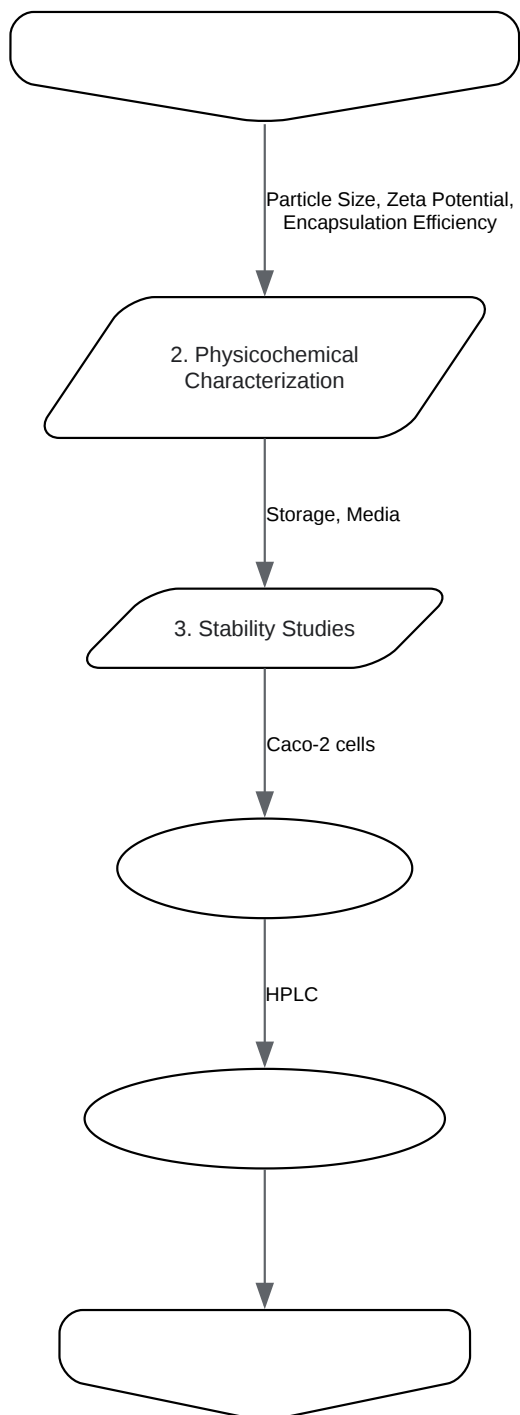 Particle Size, Zeta Potential,
Encapsulation Efficiency
2. Physicochemical
Characterization
Storage, Media
3. Stability Studies
Caco-2 cells
HPLC